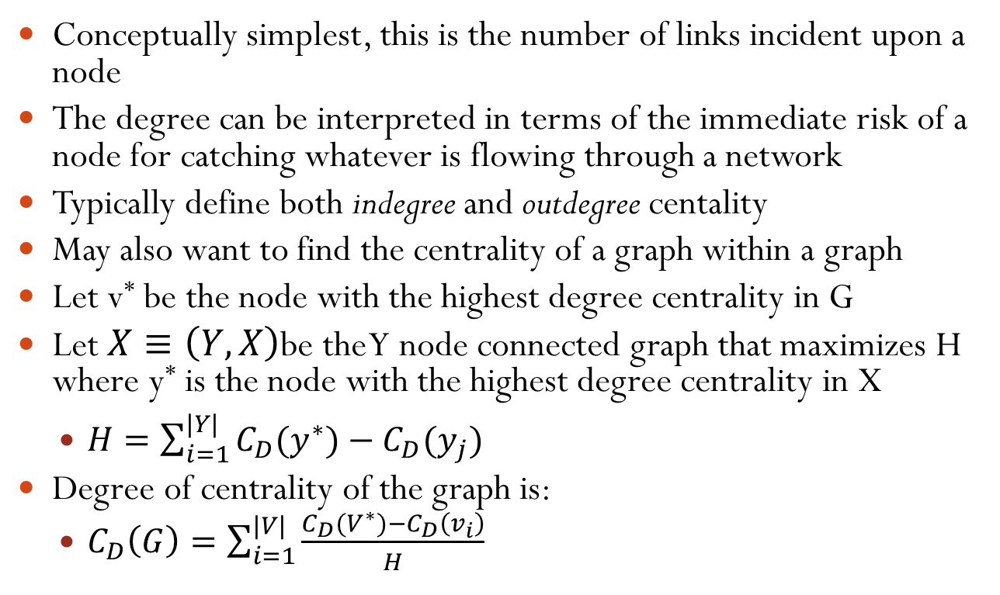 • Conceptually simplest, this is the number of links incident upon a
node
• The degree can be interpreted in terms of the immediate risk of a
node for catching whatever is flowing through a network
• Typically define both indegree and outdegree centality
• May also want to find the centrality of a graph within a graph
• Let v* be the node with the highest degree centrality in G
• Let X ≡ (Y, X)be theY node connected graph that maximizes H
where y* is the node with the highest degree centrality in X
• H = ∑_{i=1}^{|Y|} C_D(y*) − C_D(y_j)
• Degree of centrality of the graph is:
• C_D(G) = ∑_{i=1}^{|V|} \frac{C_D(V*)−C_D(v_i)}{H}